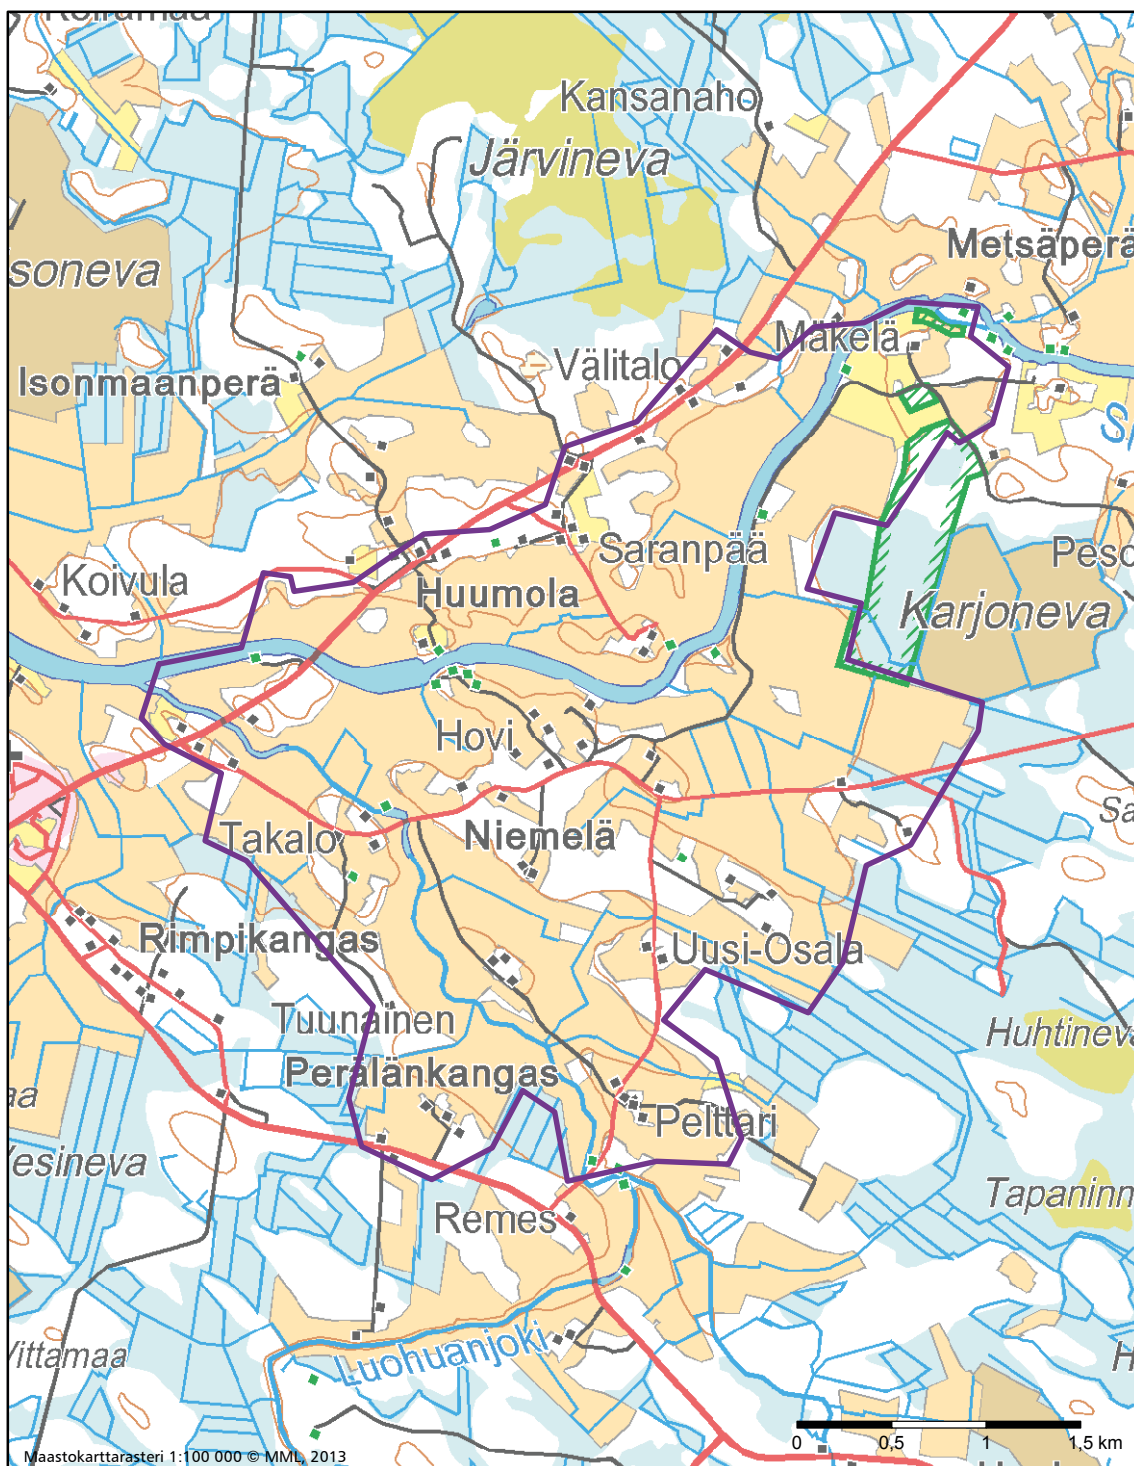 Kansanaho
Järvineva
Metsäperä
soneva
Mäkelä
Välitalo
Isonmaanperä
Saranpää
Koivula
Huumola
Karjoneva
Hovi
Takalo
Niemelä
Rimpikangas
Uusi-Osala
Tuunainen
Huhtineva
Perälänkangas
Pelttari
esineva
Tapaninn
Remes
Luohuanjoki
ittamaa
0 0,5 1 1,5 km
Maastokarttarasteri 1:100 000 © MML, 2013